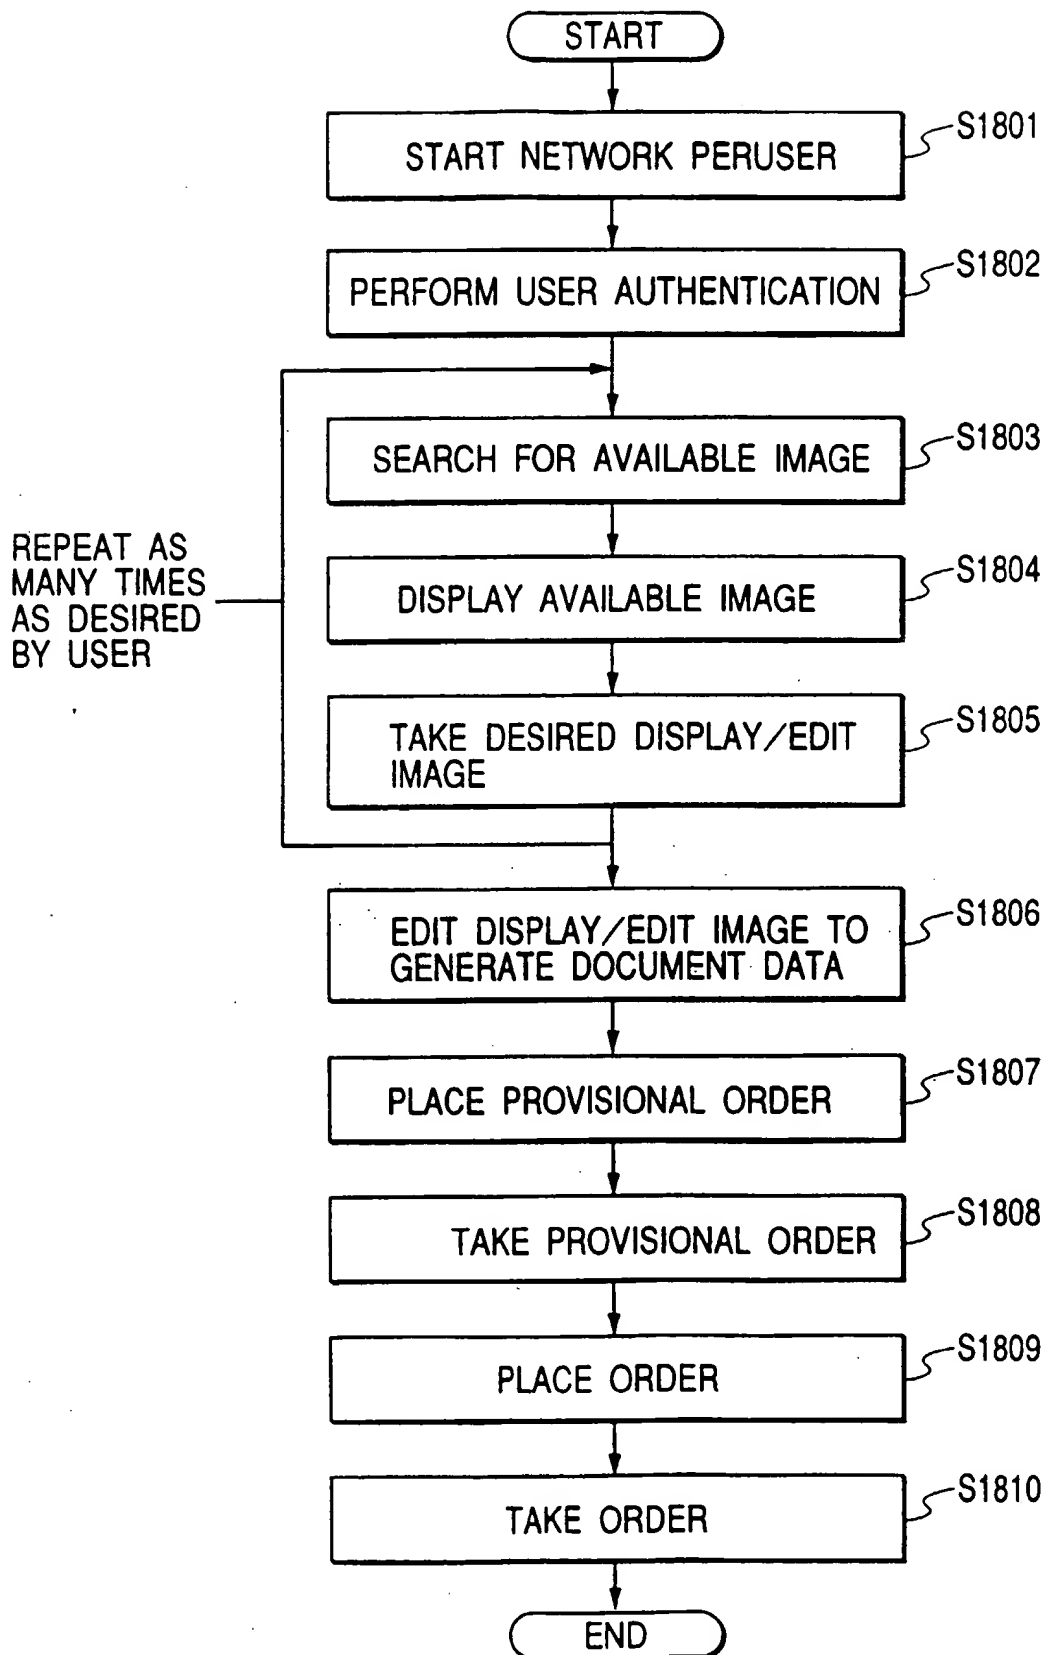 START
START NETWORK PERUSER
S1801
PERFORM USER AUTHENTICATION
S1802
SEARCH FOR AVAILABLE IMAGE
S1803
REPEAT AS
MANY TIMES
AS DESIRED
BY USER
DISPLAY AVAILABLE IMAGE
S1804
TAKE DESIRED DISPLAY/EDIT
IMAGE
S1805
EDIT DISPLAY/EDIT IMAGE TO
GENERATE DOCUMENT DATA
S1806
PLACE PROVISIONAL ORDER
S1807
TAKE PROVISIONAL ORDER
S1808
PLACE ORDER
S1809
TAKE ORDER
S1810
END